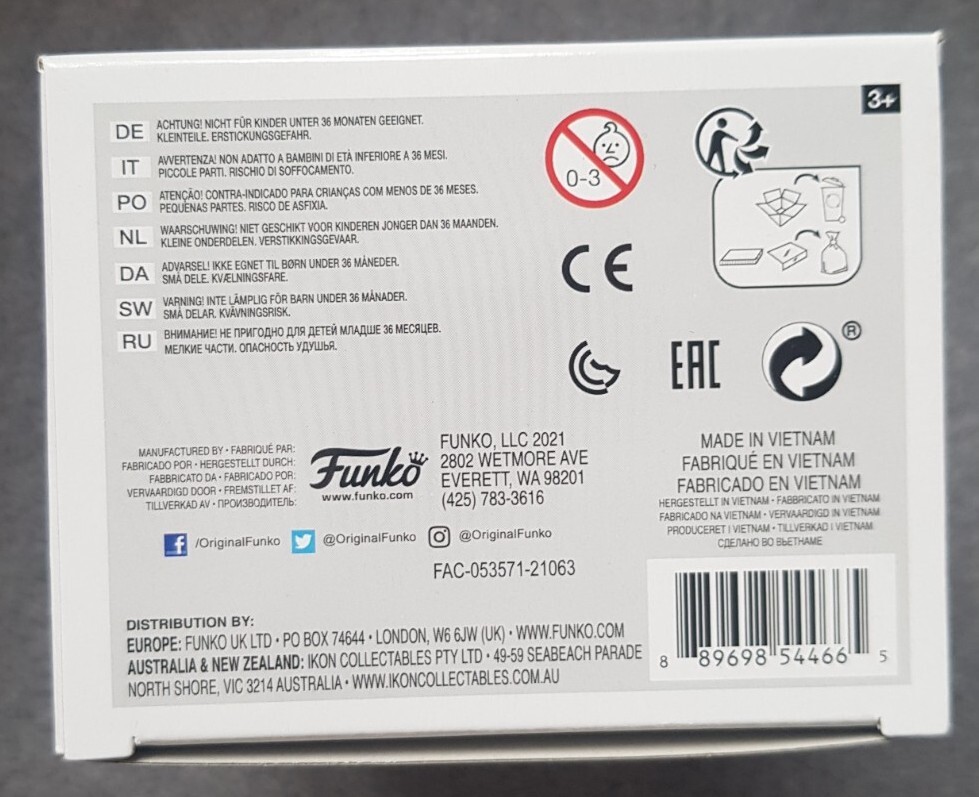 3+
DE
ACHTUNG! NICHT FÜR KINDER UNTER 36 MONATEN GEEIGNET.
KLEINTEILE. ERSTICKUNGSGEFAHR.
IT
AVVERTENZA! NON ADATTO A BAMBINI DI ETÀ INFERIORE A 36 MESI.
PICCOLE PARTI. RISCHIO DI SOFFOCAMENTO.
PO
ATENÇÃO! CONTRA-INDICADO PARA CRIANÇAS COM MENOS DE 36 MESES.
PEQUENAS PARTES. RISCO DE ASFIXIA.
NL
WAARSCHUWING! NIET GESCHIKT VOOR KINDEREN JONGER DAN 36 MAANDEN.
KLEINE ONDERDELEN. VERSTIKKINGSGEVAAR.
DA
ADVARSEL! IKKE EGNET TIL BØRN UNDER 36 MÅNEDER.
SMÅ DELE. KVÆLNINGSFARE.
SW
VARNING! INTE LÄMPLIG FÖR BARN UNDER 36 MÅNADER.
SMÅ DELAR. KVÄVNINGSRISK.
RU
ВНИМАНИЕ! НЕ ПРИГОДНО ДЛЯ ДЕТЕЙ МЛАДШЕ 36 МЕСЯЦЕВ.
МЕЛКИЕ ЧАСТИ. ОПАСНОСТЬ УДУШЬЯ.
0-3
CE
EAC
®
MANUFACTURED BY • FABRIQUÉ PAR:
FABRICADO POR • HERGESTELLT DURCH:
FABBRICATO DA • FABRICADO POR:
VERVAARDIGD DOOR • FREMSTILLET AF:
TILLVERKAD AV • ПРОИЗВОДИТЕЛЬ:
Funko
www.funko.com
FUNKO, LLC 2021
2802 WETMORE AVE
EVERETT, WA 98201
(425) 783-3616
MADE IN VIETNAM
FABRIQUÉ EN VIETNAM
FABRICADO EN VIETNAM
HERGESTELLT IN VIETNAM • FABBRICATO IN VIETNAM
FABRICADO NA VIETNAM • VERVAARDIGD IN VIETNAM
PRODUCERET I VIETNAM • TILLVERKAD I VIETNAM
СДЕЛАНО ВО ВЬЕТНАМЕ
f /OriginalFunko @OriginalFunko @OriginalFunko
FAC-053571-21063
DISTRIBUTION BY:
EUROPE: FUNKO UK LTD • PO BOX 74644 • LONDON, W6 6JW (UK) • WWW.FUNKO.COM
AUSTRALIA & NEW ZEALAND: IKON COLLECTABLES PTY LTD • 49-59 SEABEACH PARADE
NORTH SHORE, VIC 3214 AUSTRALIA • WWW.IKONCOLLECTABLES.COM.AU
8 89698 54466 5